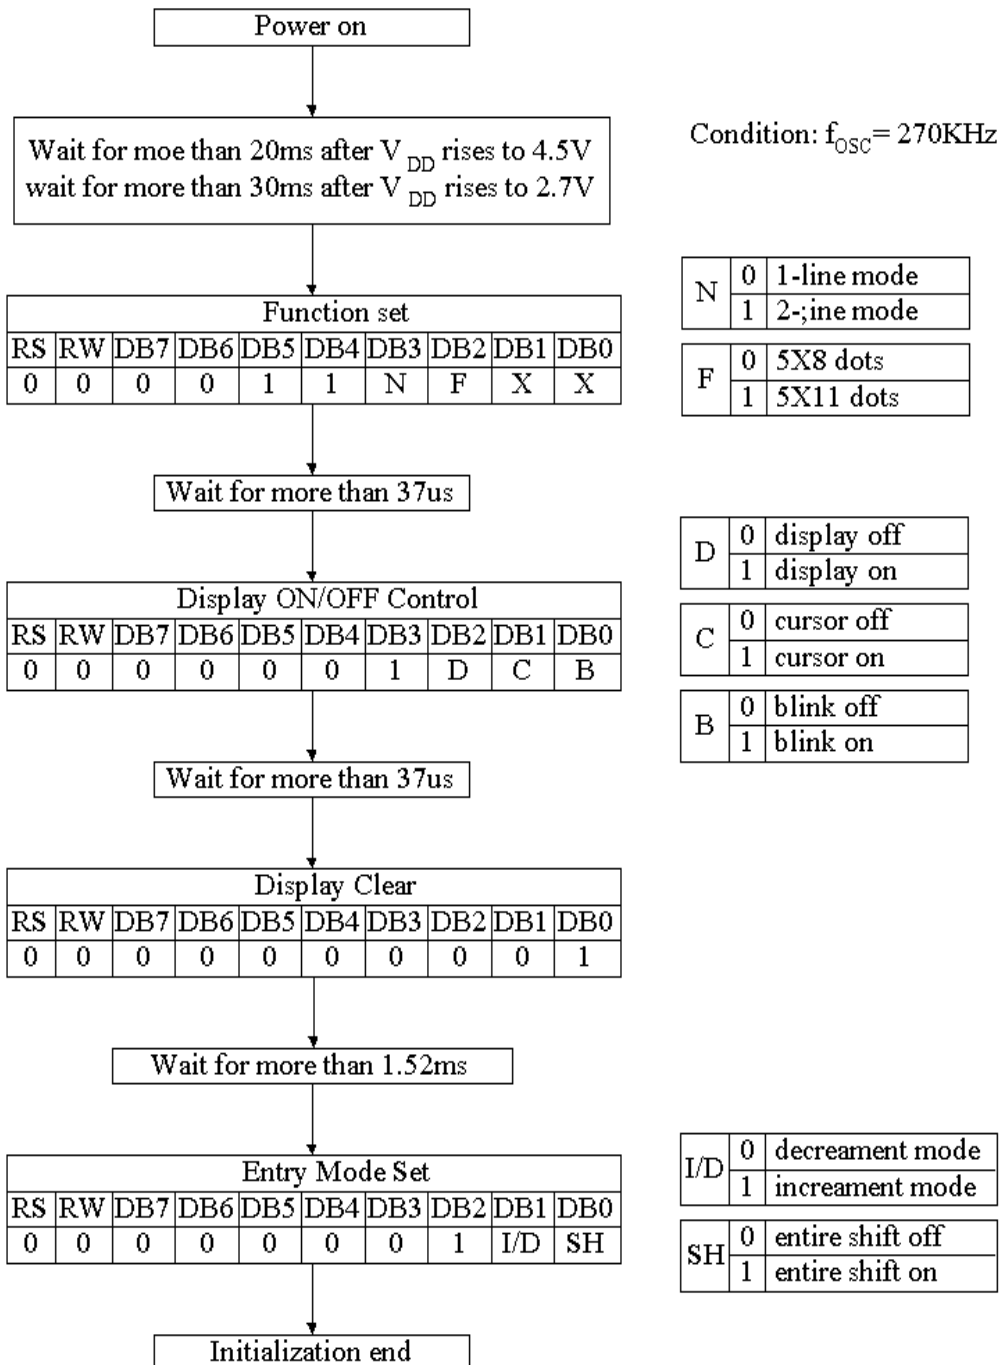 Power on
Wait for moe than 20ms after V DD rises to 4.5V
wait for more than 30ms after V DD rises to 2.7V
Condition: fOSC= 270KHz
Function set
RS RW DB7 DB6 DB5 DB4 DB3 DB2 DB1 DB0
0 0 0 0 1 1 N F X X
N 0 1-line mode
1 2-;ine mode
F 0 5X8 dots
1 5X11 dots
Wait for more than 37us
Display ON/OFF Control
RS RW DB7 DB6 DB5 DB4 DB3 DB2 DB1 DB0
0 0 0 0 0 0 1 D C B
D 0 display off
1 display on
C 0 cursor off
1 cursor on
B 0 blink off
1 blink on
Wait for more than 37us
Display Clear
RS RW DB7 DB6 DB5 DB4 DB3 DB2 DB1 DB0
0 0 0 0 0 0 0 0 0 1
Wait for more than 1.52ms
Entry Mode Set
RS RW DB7 DB6 DB5 DB4 DB3 DB2 DB1 DB0
0 0 0 0 0 0 0 1 I/D SH
I/D 0 decreament mode
1 increament mode
SH 0 entire shift off
1 entire shift on
Initialization end